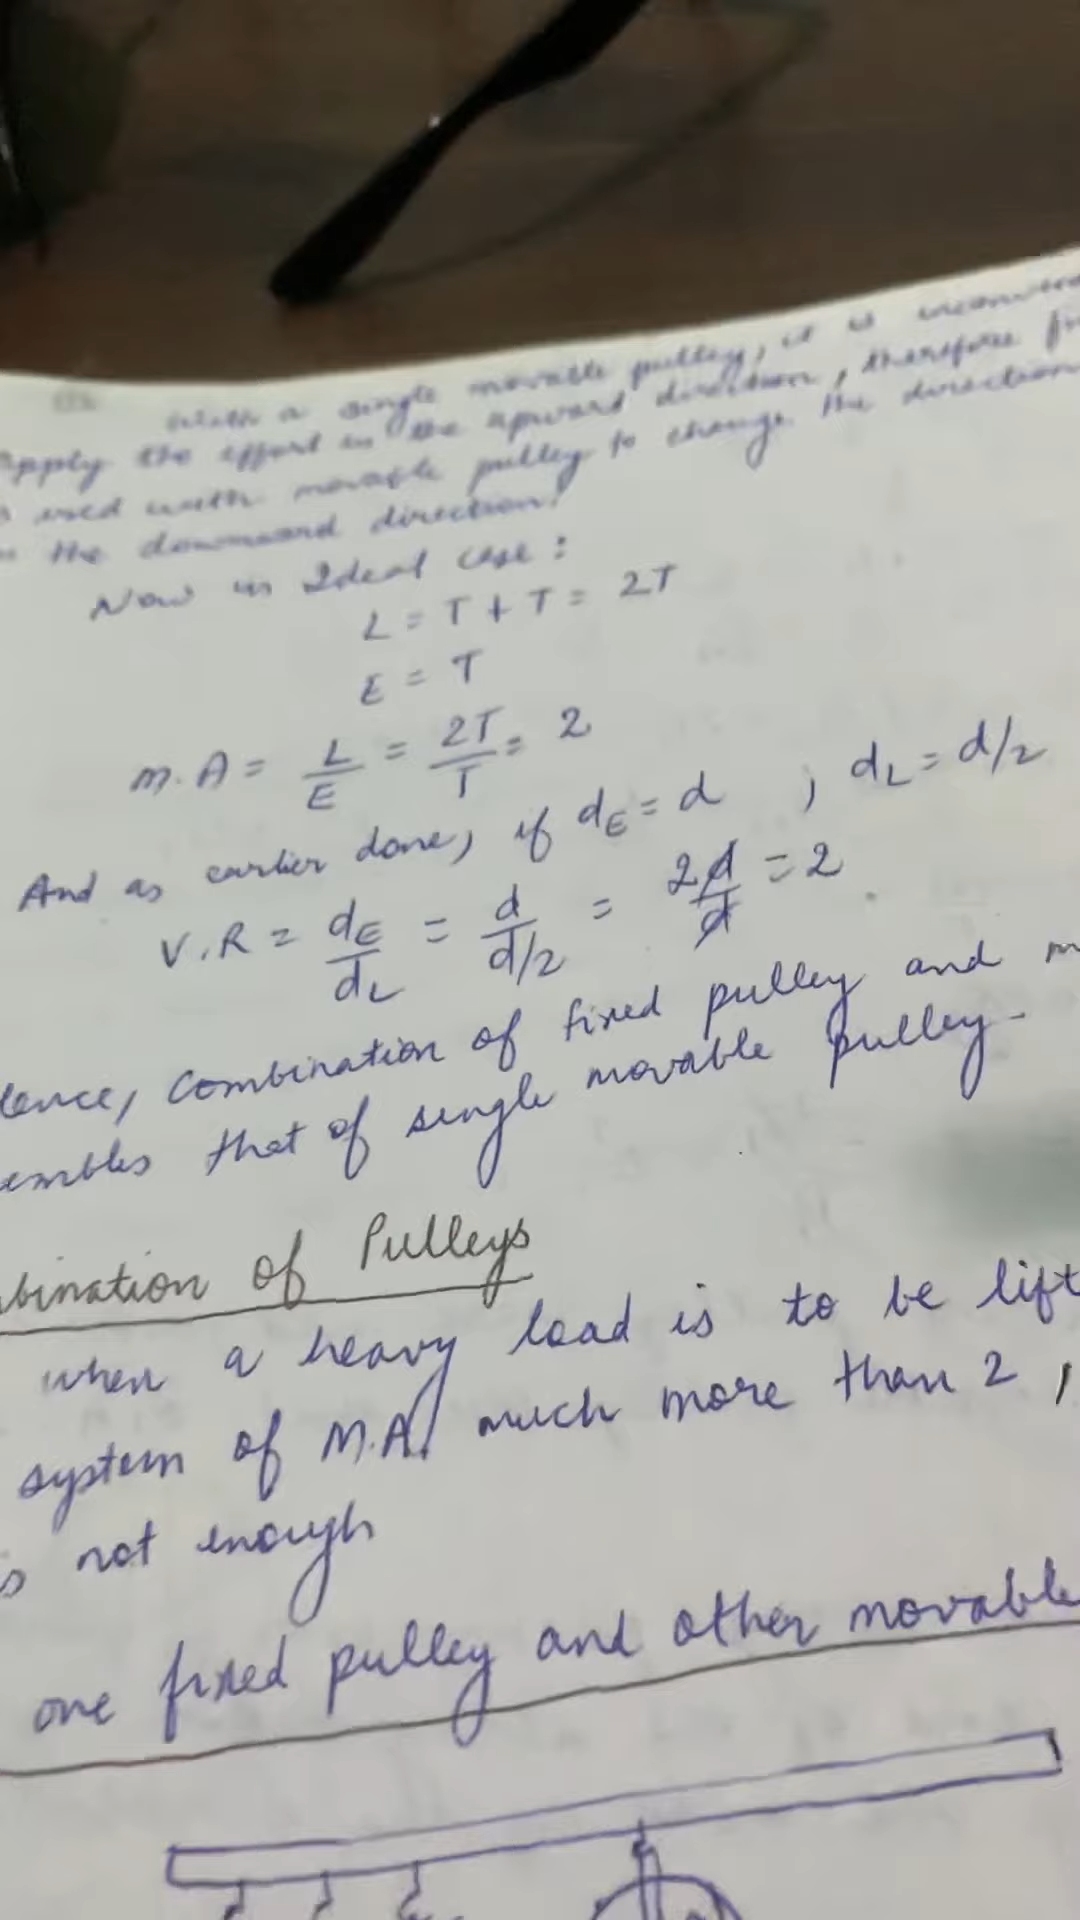 with a single movable pulley, it is
apply the effort in the upward direction, therefore
used with movable pulley to change the direction
the downward direction.
Now in Ideal case :
L = T + T = 2T
E = T
M.A = L/E = 2T/T = 2
And as earlier done, if dE = d , dL = d/2
V.R = dE/dL = d/d/2 = 2d/d = 2
combination of fixed pulley and
that of single movable pulley.
of Pulleys
when a heavy load is to be
system of M.A. much more than 2 ,
not enough
one fixed pulley and other movable